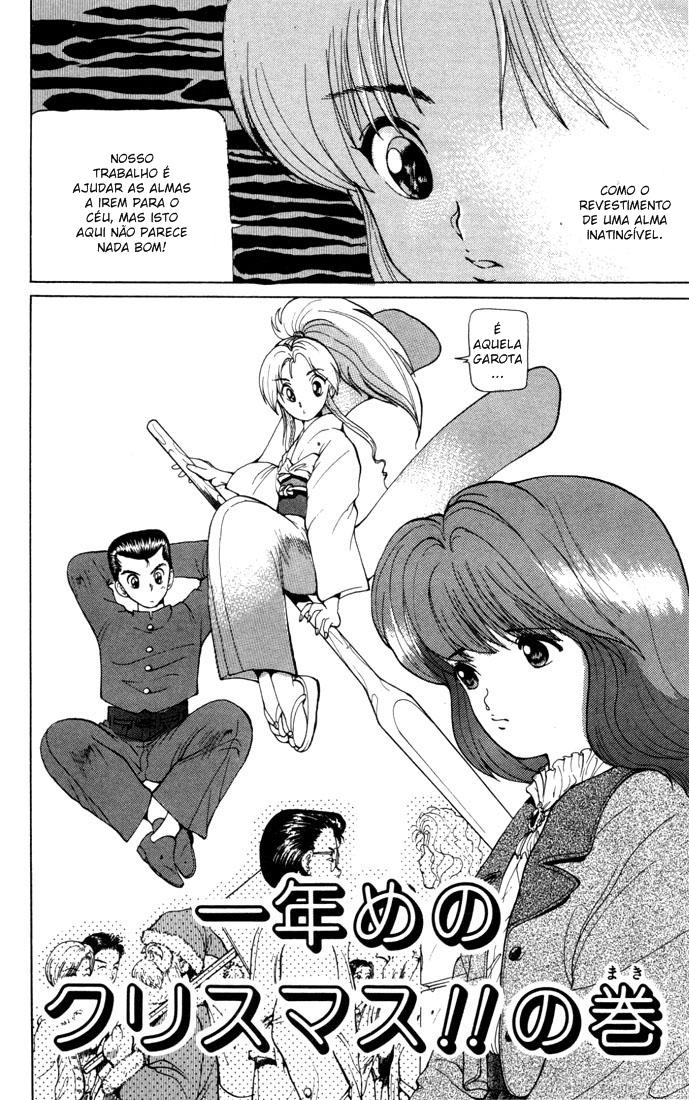 COMO O
REVESTIMENTO
DE UMA ALMA
INATINGÍVEL.
NOSSO
TRABALHO É
AJUDAR AS ALMAS
A IREM PARA O
CÉU, MAS ISTO
AQUI NÃO PARECE
NADA BOM!
É
AQUELA
GAROTA
...
一年めの
クリスマス!!の巻
まき